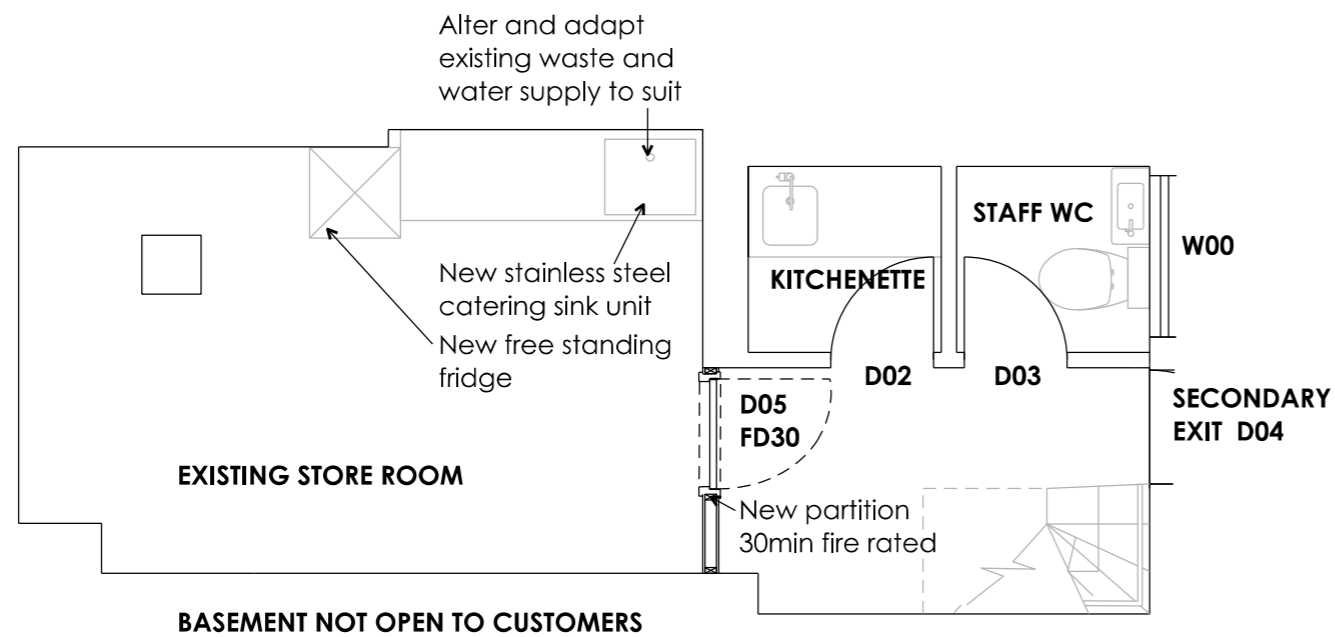 Alter and adapt
existing waste and
water supply to suit
STAFF WC
W00
KITCHENETTE
New stainless steel
catering sink unit
New free standing
fridge
D02
D03
D05
FD30
SECONDARY
EXIT D04
EXISTING STORE ROOM
New partition
30min fire rated
BASEMENT NOT OPEN TO CUSTOMERS